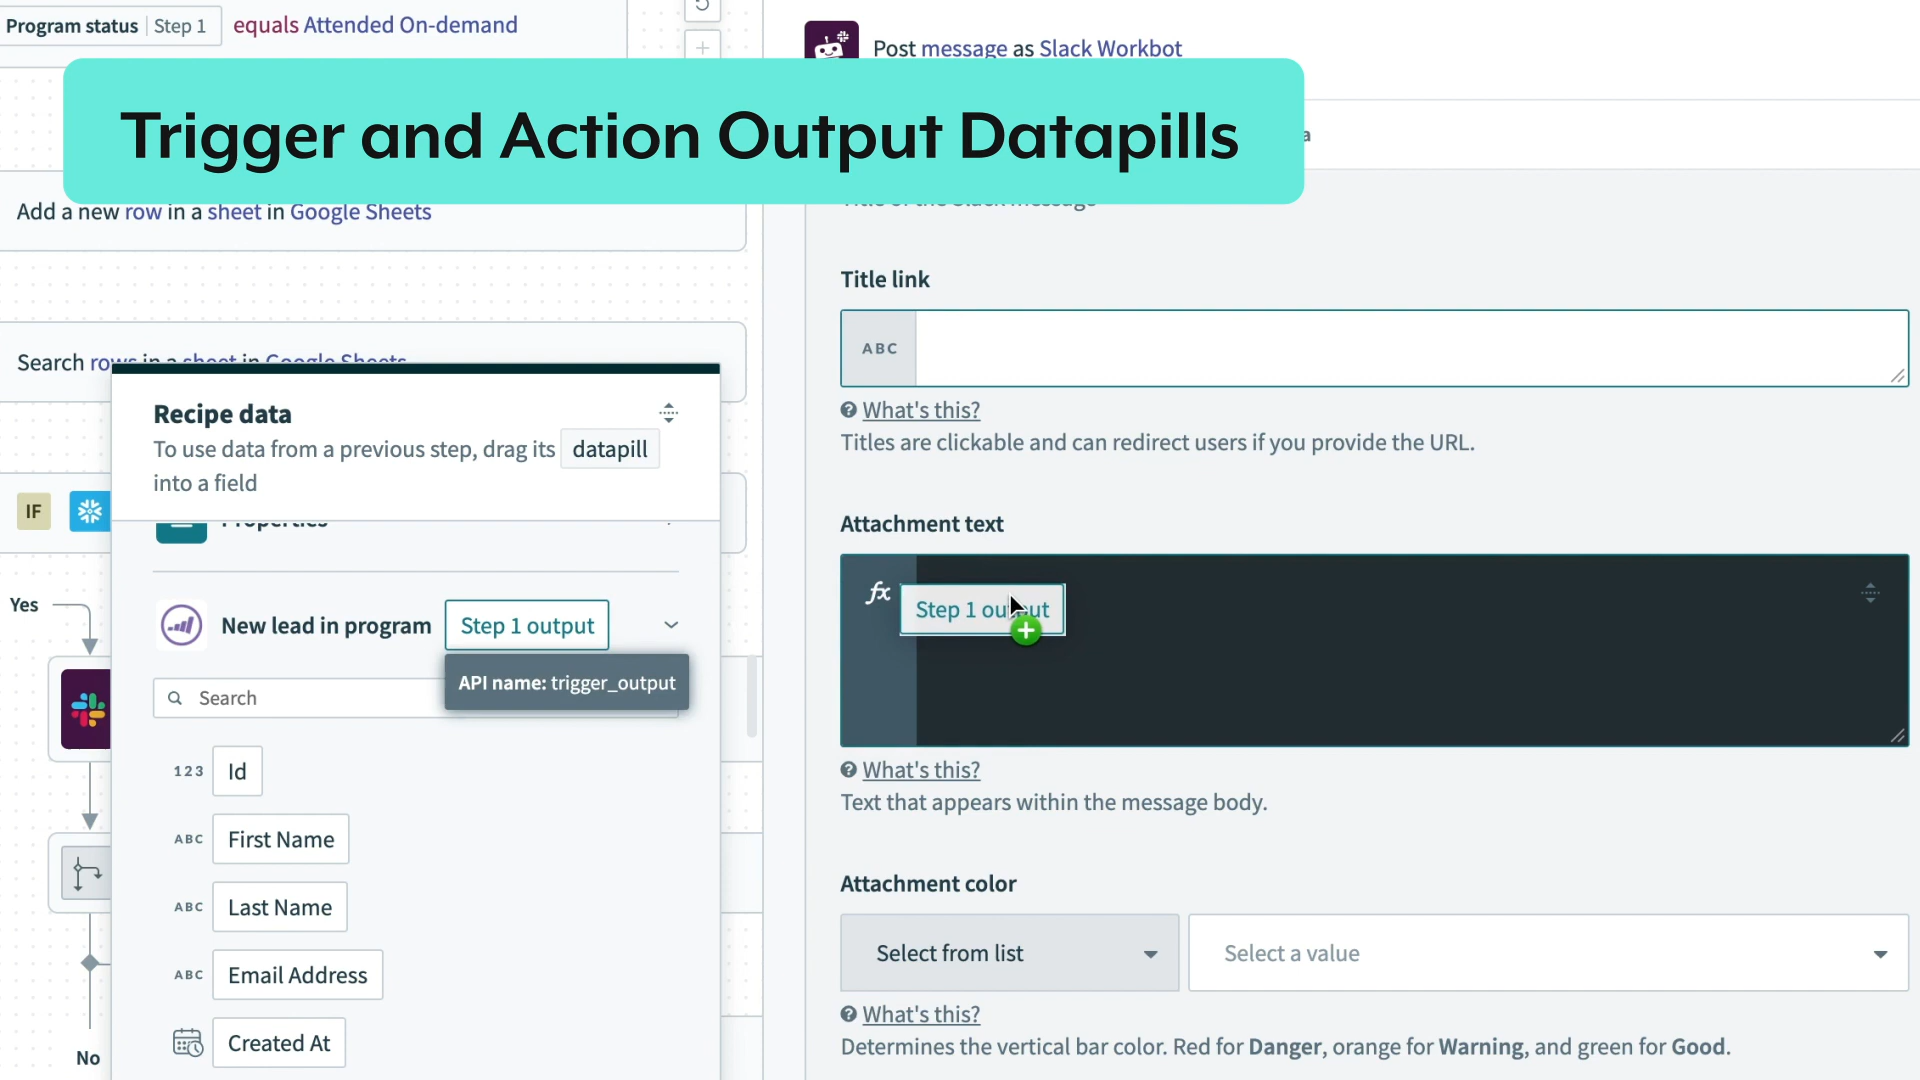 Program status Step 1 equals Attended On-demand
Post message as Slack Workbot
Trigger and Action Output Datapills
Add a new row in a sheet in Google Sheets
Title of the Slack message
Title link
ABC
What's this?
Titles are clickable and can redirect users if you provide the URL.
Search rows in a sheet in Google Sheets
Recipe data
To use data from a previous step, drag its datapill
into a field
IF
Properties
Yes
New lead in program Step 1 output
API name: trigger_output
Search
123 Id
ABC First Name
ABC Last Name
ABC Email Address
Created At
No
Attachment text
fx
Step 1 output
What's this?
Text that appears within the message body.
Attachment color
Select from list
Select a value
What's this?
Determines the vertical bar color. Red for Danger, orange for Warning, and green for Good.